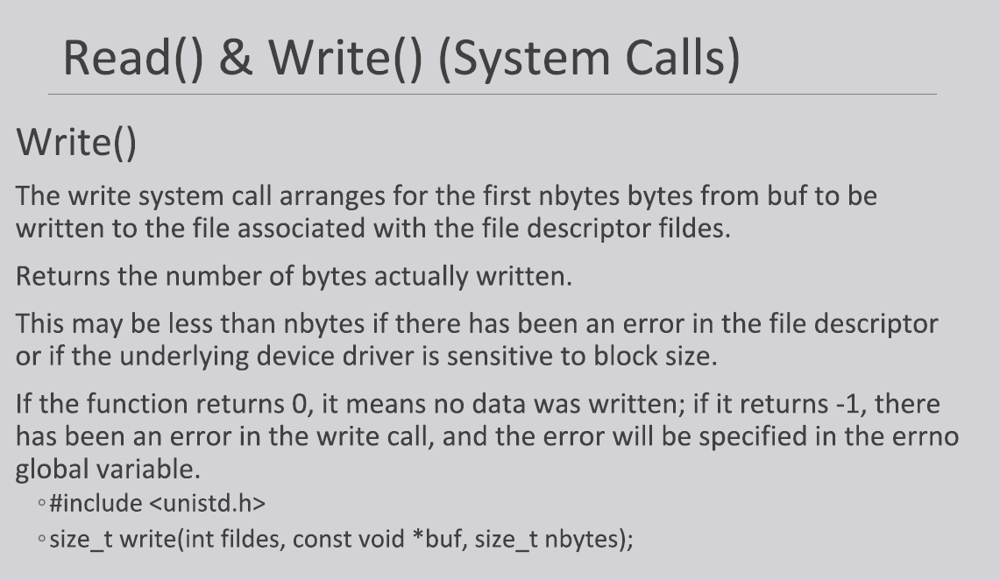 Read() & Write() (System Calls)
Write()
The write system call arranges for the first nbytes bytes from buf to be
written to the file associated with the file descriptor fildes.
Returns the number of bytes actually written.
This may be less than nbytes if there has been an error in the file descriptor
or if the underlying device driver is sensitive to block size.
If the function returns 0, it means no data was written; if it returns -1, there
has been an error in the write call, and the error will be specified in the errno
global variable.
◦#include <unistd.h>
◦size_t write(int fildes, const void *buf, size_t nbytes);